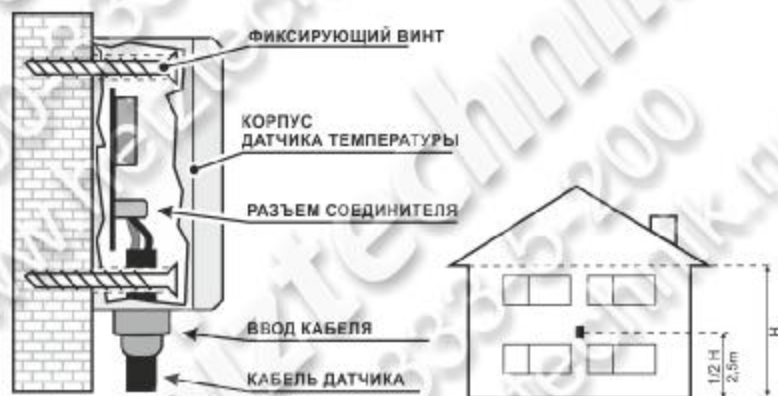 ФИКСИРУЮЩИЙ ВИНТ
КОРПУС
ДАТЧИКА ТЕМПЕРАТУРЫ
РАЗЪЕМ СОЕДИНИТЕЛЯ
ВВОД КАБЕЛЯ
КАБЕЛЬ ДАТЧИКА
1/2 H
2,5m
H